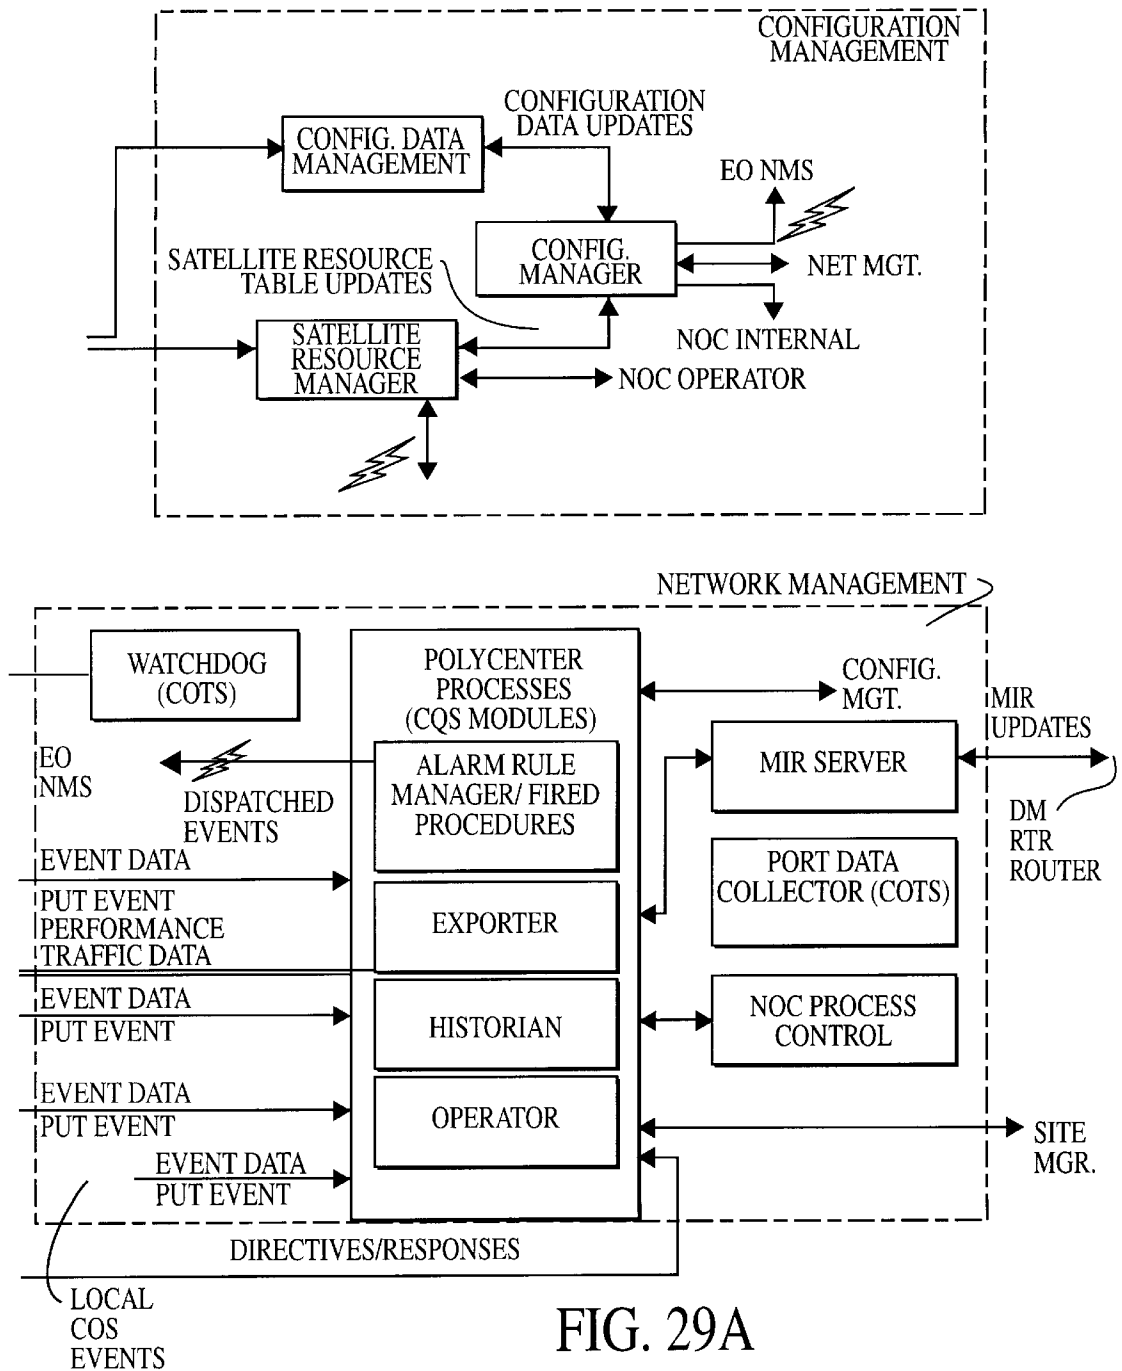 CONFIGURATION
MANAGEMENT
CONFIGURATION
DATA UPDATES
CONFIG. DATA
MANAGEMENT
EO NMS
CONFIG.
MANAGER
NET MGT.
SATELLITE RESOURCE
TABLE UPDATES
NOC INTERNAL
SATELLITE
RESOURCE
MANAGER
NOC OPERATOR
NETWORK MANAGEMENT
WATCHDOG
(COTS)
POLYCENTER
PROCESSES
(CQS MODULES)
CONFIG.
MGT.
MIR
UPDATES
EO
NMS
DISPATCHED
EVENTS
ALARM RULE
MANAGER/ FIRED
PROCEDURES
MIR SERVER
DM
RTR
ROUTER
EVENT DATA
PUT EVENT
PERFORMANCE
TRAFFIC DATA
EXPORTER
PORT DATA
COLLECTOR (COTS)
EVENT DATA
PUT EVENT
HISTORIAN
NOC PROCESS
CONTROL
EVENT DATA
PUT EVENT
OPERATOR
SITE
MGR.
EVENT DATA
PUT EVENT
DIRECTIVES/RESPONSES
LOCAL
COS
EVENTS
FIG. 29A